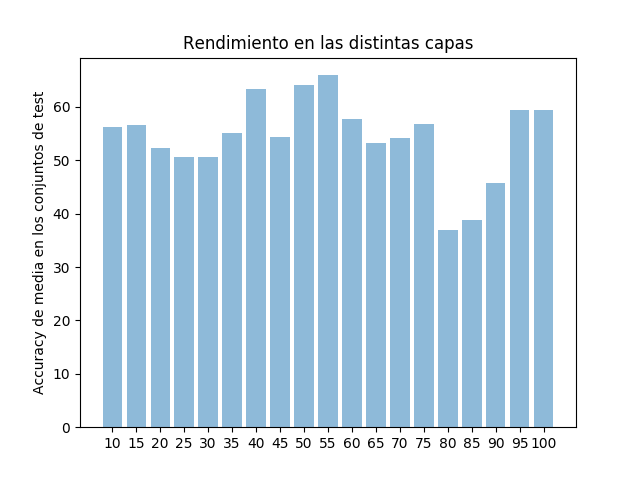 Rendimiento en las distintas capas
Accuracy de media en los conjuntos de test
60
50
40
30
20
10
0
10 15 20 25 30 35 40 45 50 55 60 65 70 75 80 85 90 95 100